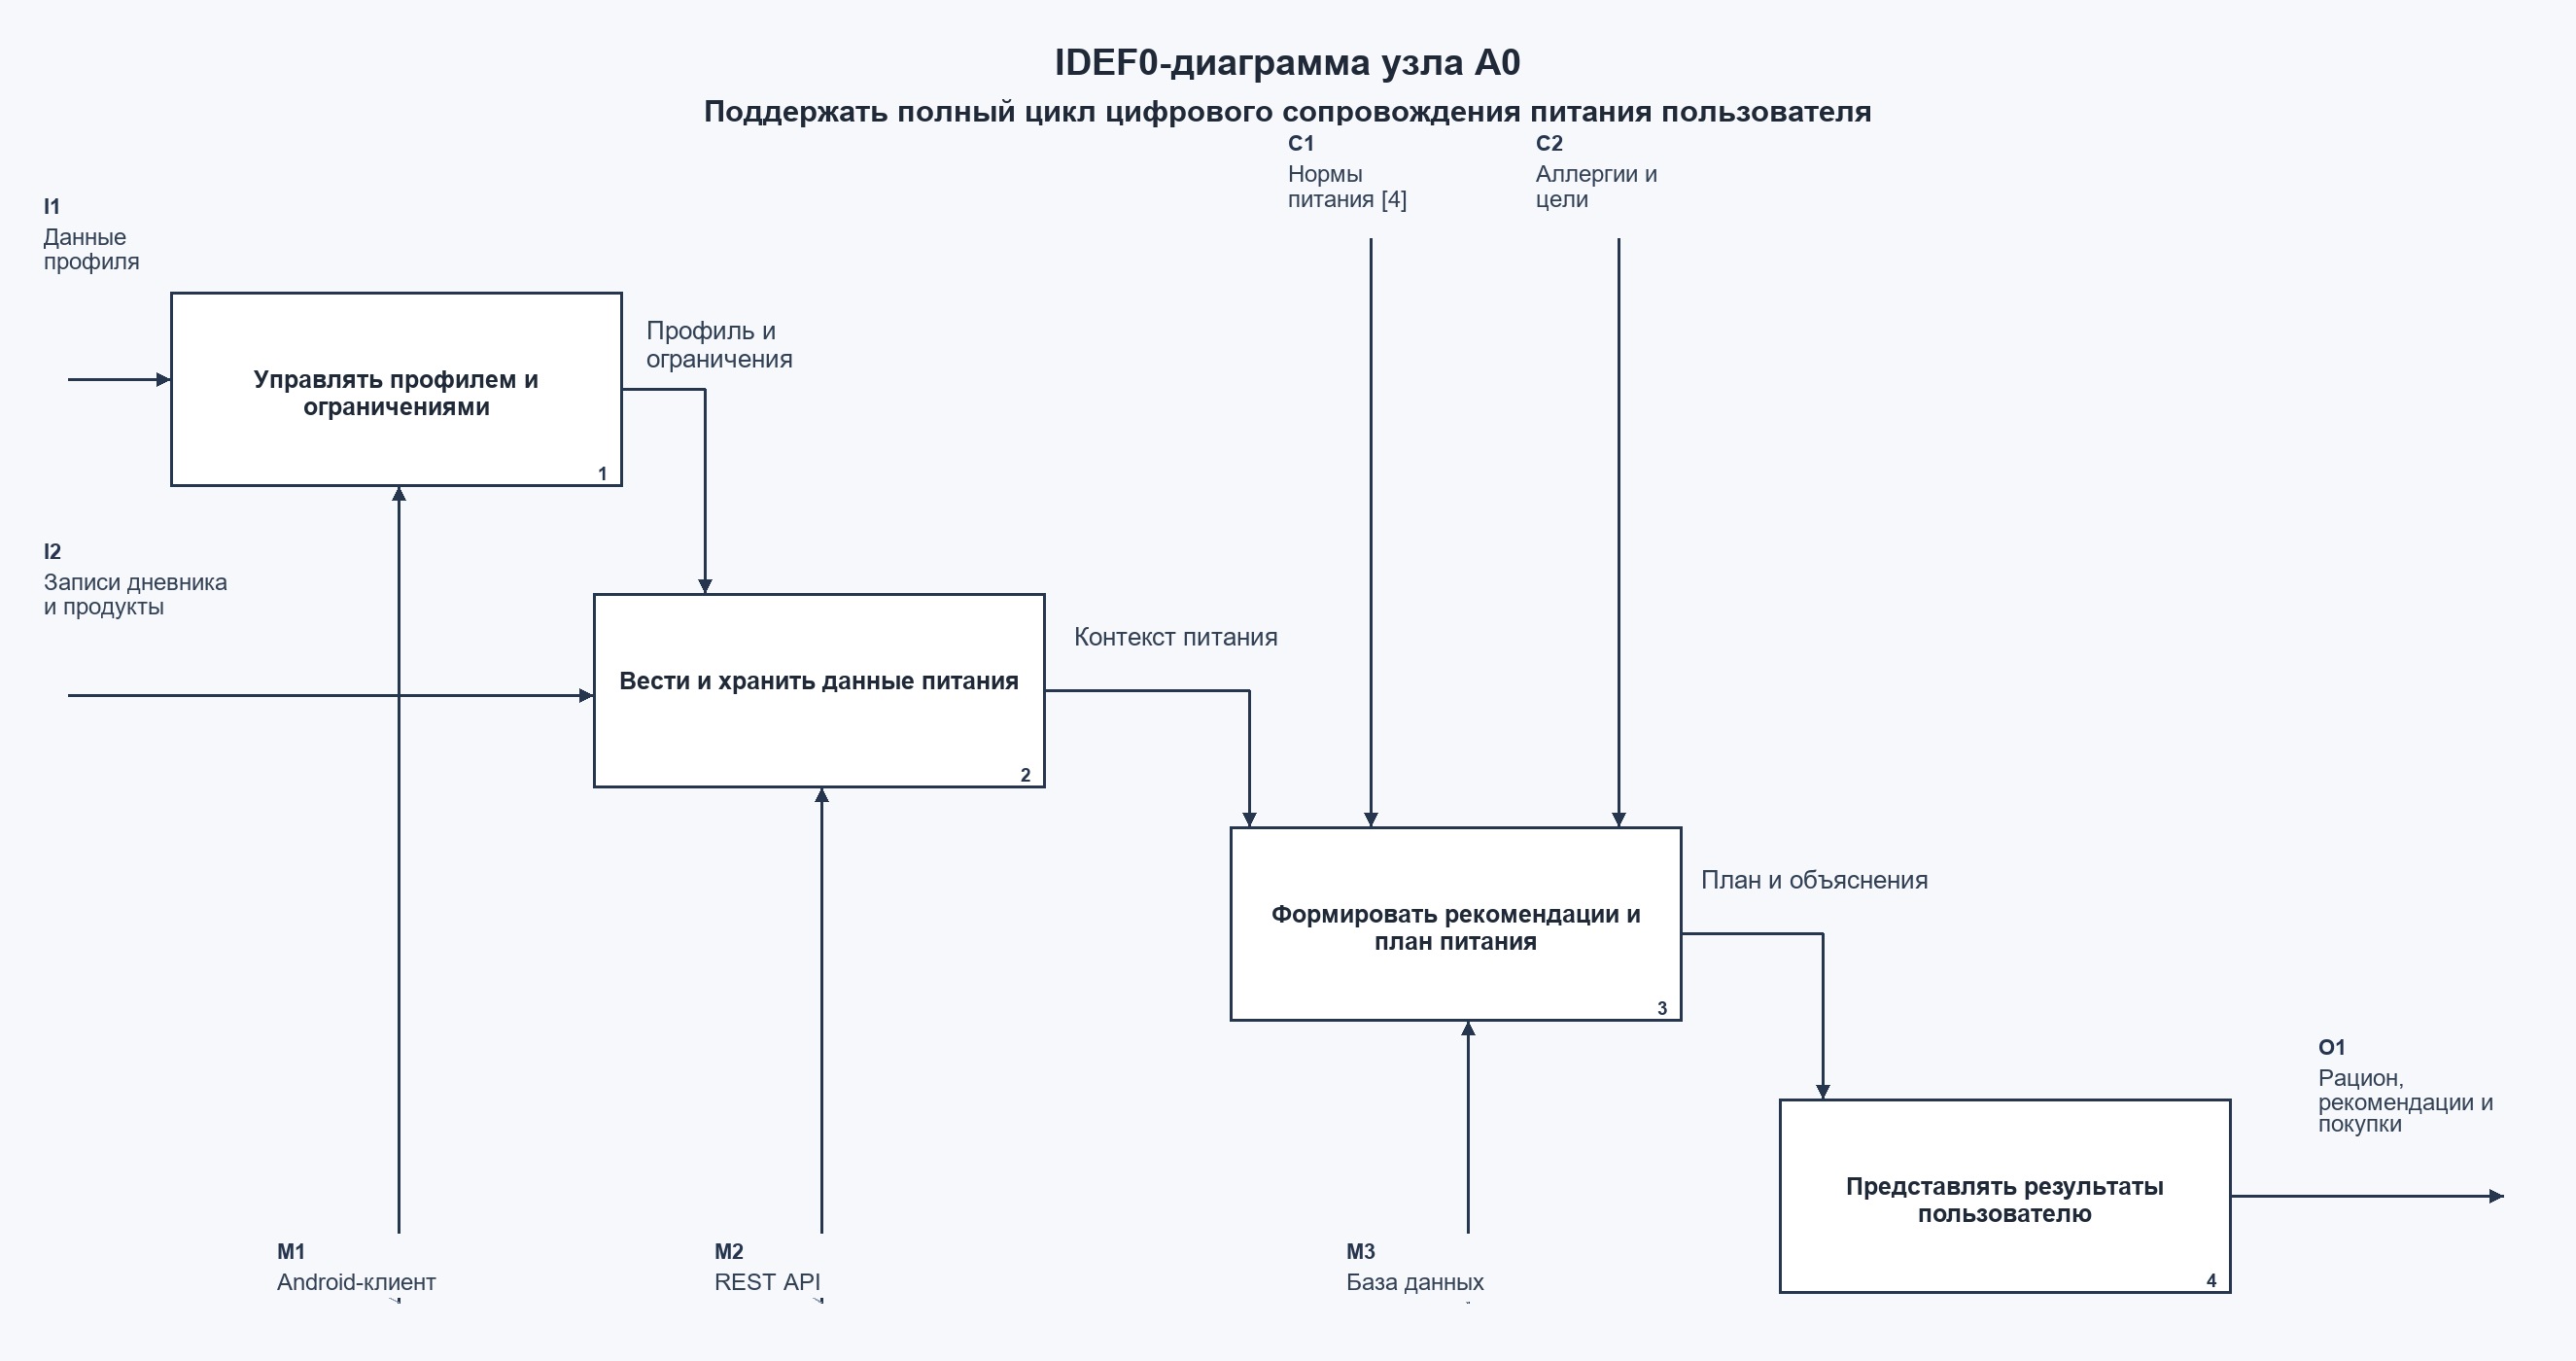 IDEF0-диаграмма узла A0
Поддержать полный цикл цифрового сопровождения питания пользователя
C1
Нормы
питания [4]
C2
Аллергии и
цели
I1
Данные
профиля
Управлять профилем и
ограничениями
1
Профиль и
ограничения
I2
Записи дневника
и продукты
Вести и хранить данные питания
2
Контекст питания
Формировать рекомендации и
план питания
3
План и объяснения
O1
Рацион,
рекомендации и
покупки
Представлять результаты
пользователю
4
M1
Android-клиент
M2
REST API
M3
База данных